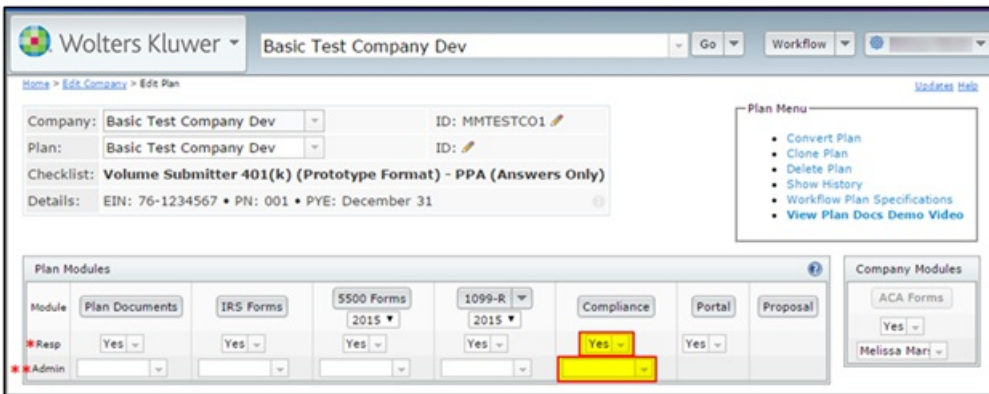 Wolters Kluwer
Basic Test Company Dev
Go
Workflow
Home > Edit Company > Edit Plan
Updates Help
Company: Basic Test Company Dev ID: MMTESTCO1
Plan: Basic Test Company Dev ID:
Checklist: Volume Submitter 401(k) (Prototype Format) - PPA (Answers Only)
Details: EIN: 76-1234567 • PN: 001 • PYE: December 31
Plan Menu
• Convert Plan
• Clone Plan
• Delete Plan
• Show History
• Workflow Plan Specifications
• View Plan Docs Demo Video
Plan Modules
Module Plan Documents IRS Forms 5500 Forms 1099-R Compliance Portal Proposal
2015 2015
*Resp Yes Yes Yes Yes Yes Yes
**Admin
Company Modules
ACA Forms
Yes
Melissa Mar